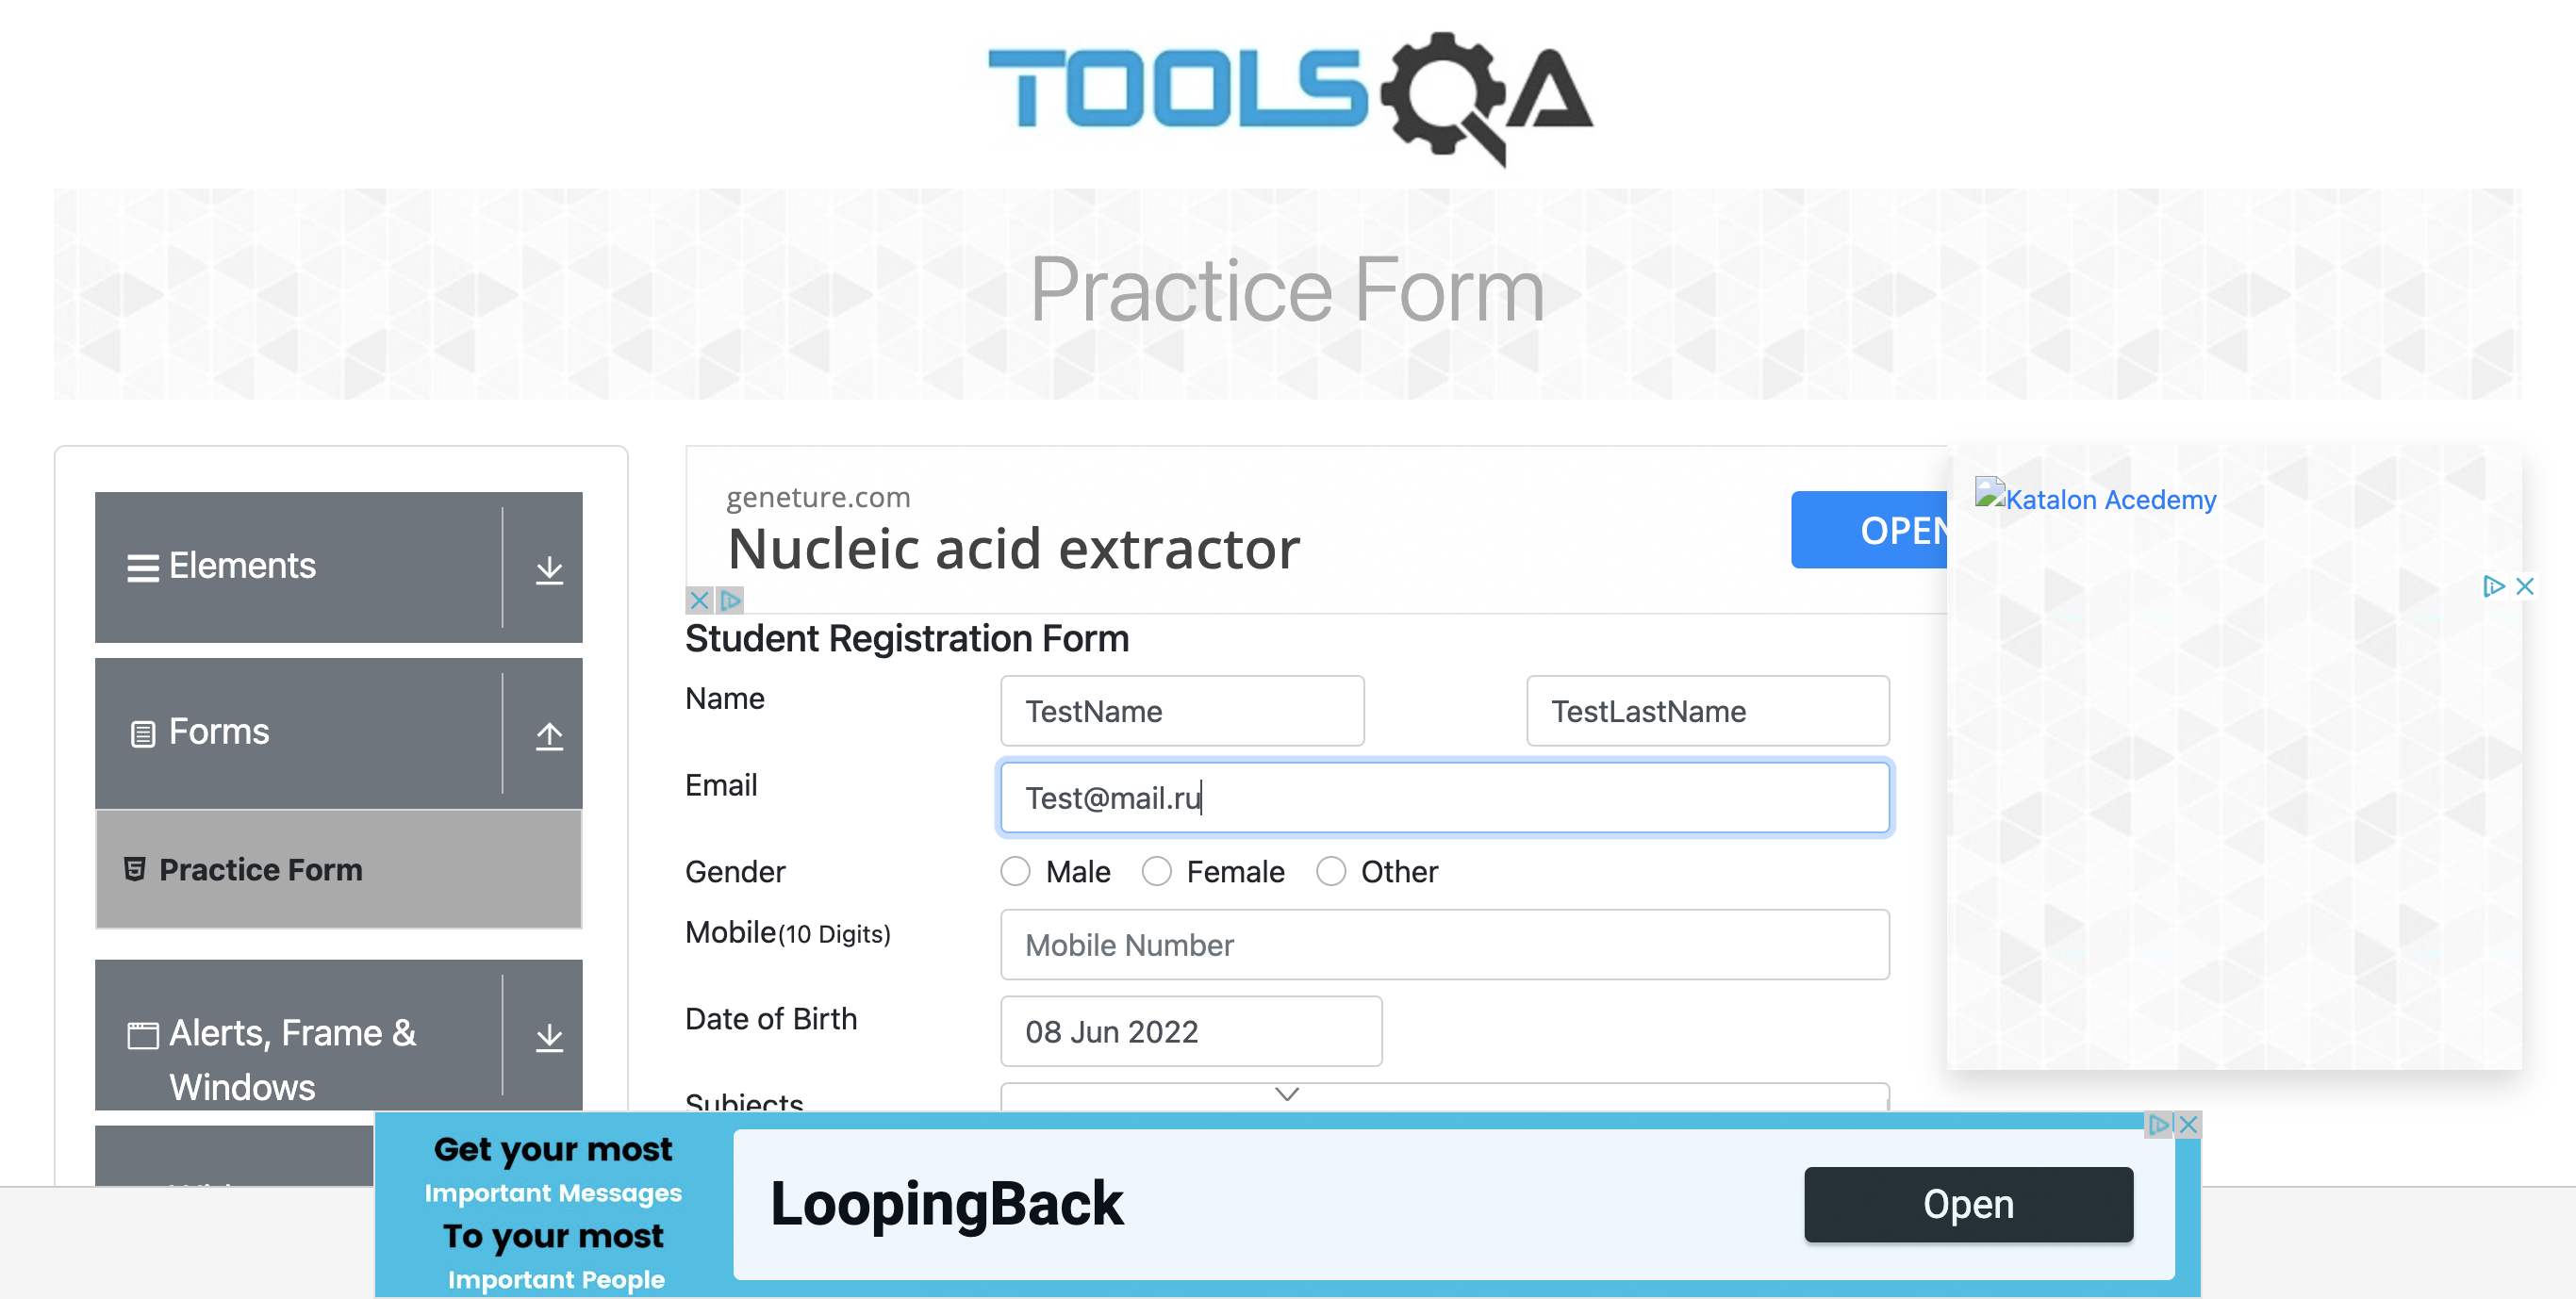 TOOLSQA
Practice Form
Elements
Forms
Practice Form
Alerts, Frame &
Windows
geneture.com
Nucleic acid extractor
OPEN
Katalon Acedemy
Student Registration Form
Name
TestName
TestLastName
Email
Test@mail.ru
Gender
Male
Female
Other
Mobile(10 Digits)
Mobile Number
Date of Birth
08 Jun 2022
Subjects
Get your most
Important Messages
To your most
Important People
LoopingBack
Open